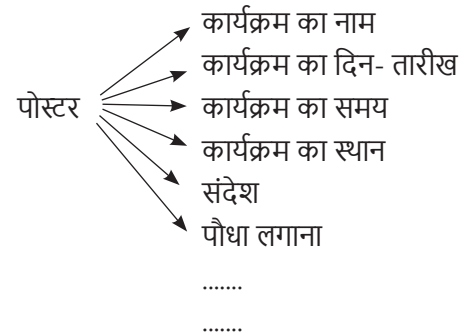 कार्यक्रम का नाम
कार्यक्रम का दिन- तारीख
पोस्टर
कार्यक्रम का समय
कार्यक्रम का स्थान
संदेश
पौधा लगाना
.......
.......